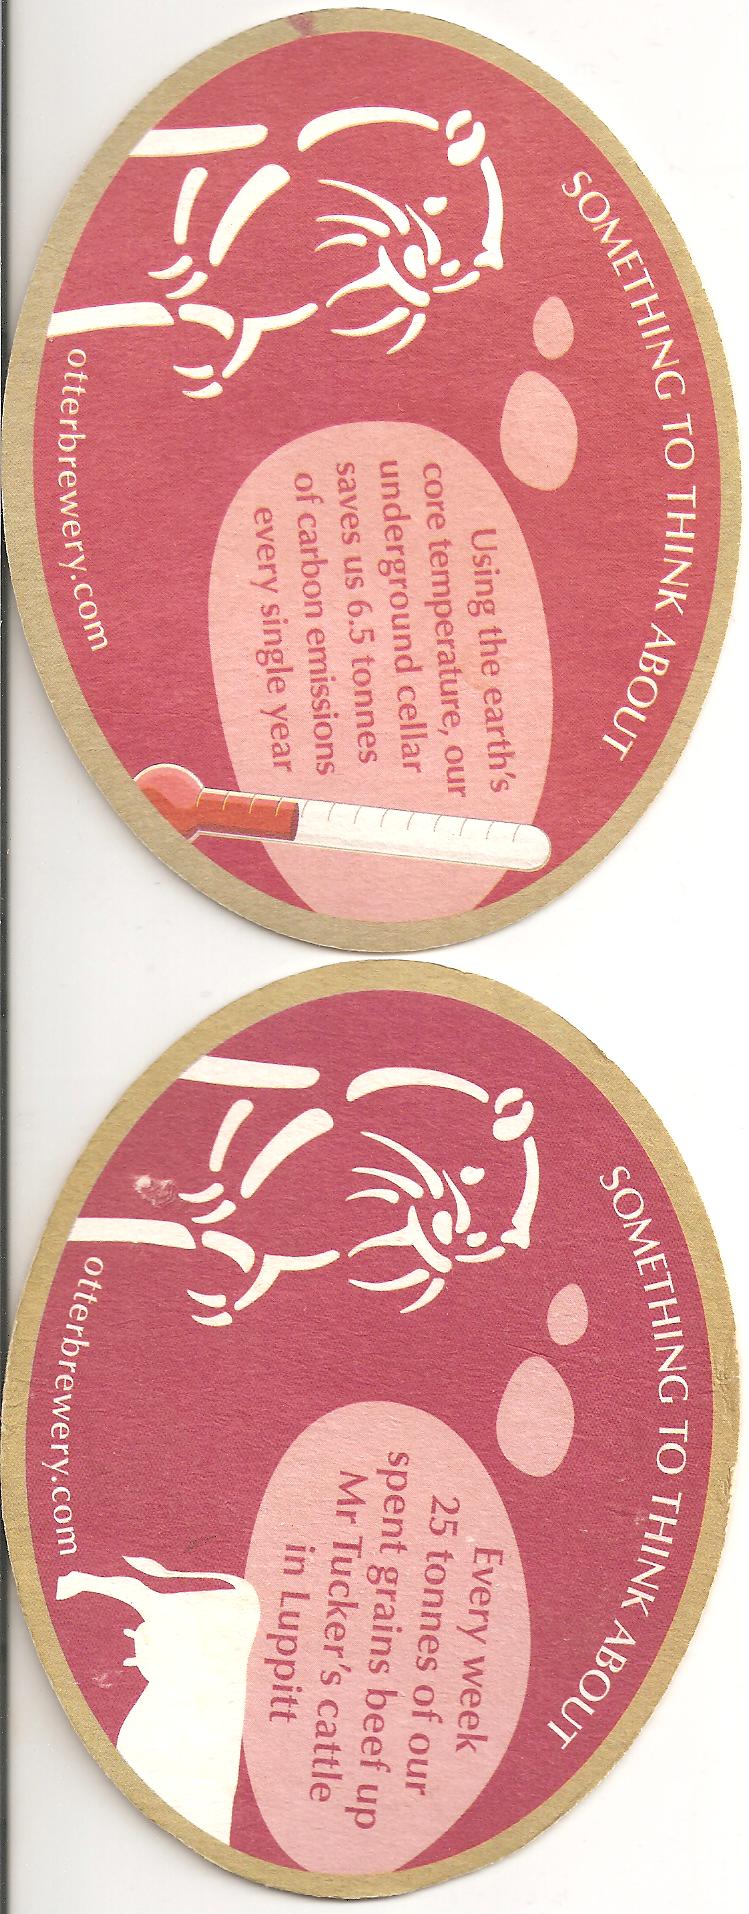 SOMETHING TO THINK ABOUT
Using the earth's
core temperature, our
underground cellar
saves us 6.5 tonnes
of carbon emissions
every single year
otterbrewery.com
SOMETHING TO THINK ABOUT
Every week
25 tonnes of our
spent grains beef up
Mr Tucker's cattle
in Luppitt
otterbrewery.com